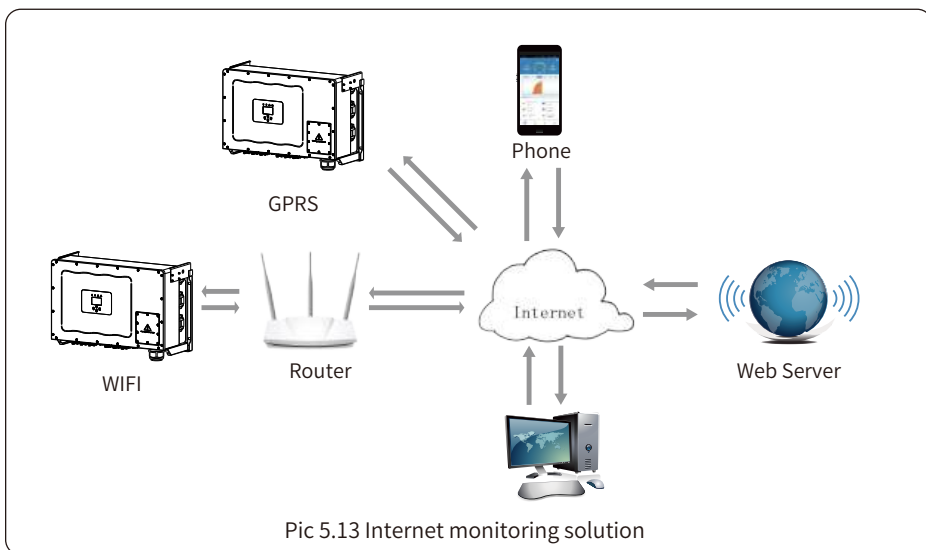 Phone
GPRS
Internet
WIFI
Router
Web Server
Pic 5.13 Internet monitoring solution